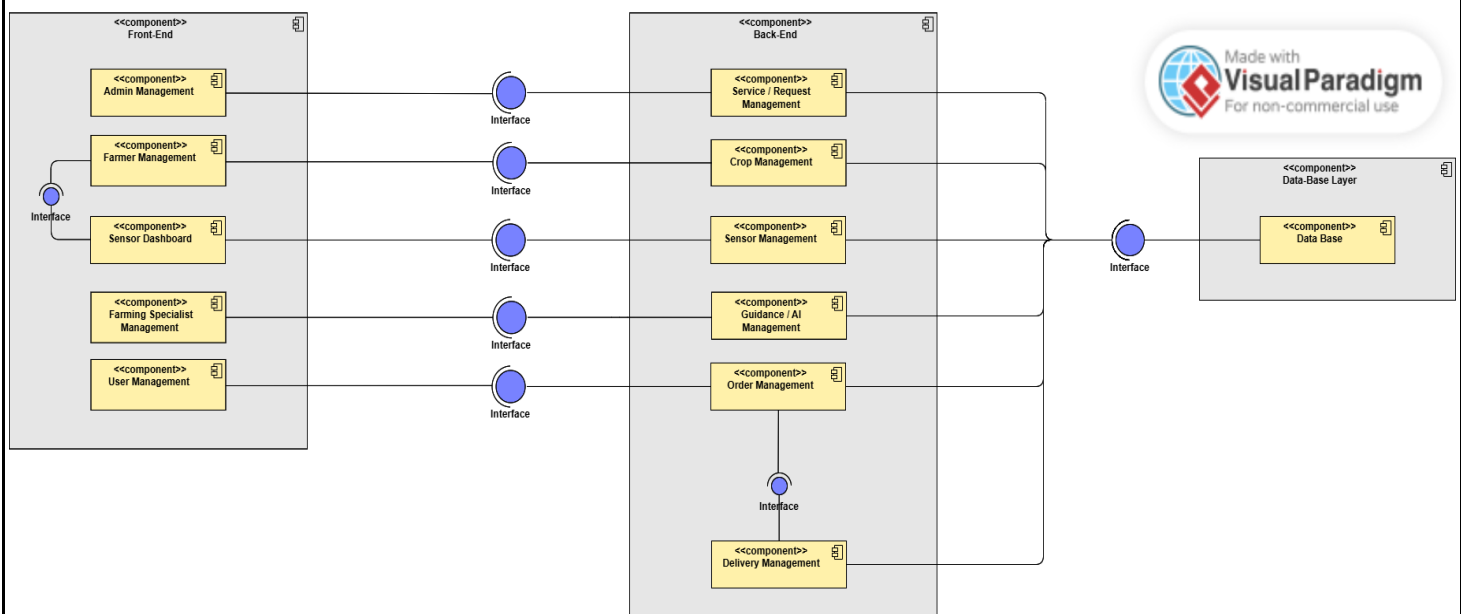 <<component>>
Front-End
<<component>>
Admin Management
<<component>>
Farmer Management
Interface
<<component>>
Sensor Dashboard
<<component>>
Farming Specialist
Management
<<component>>
User Management
Interface
Interface
Interface
Interface
Interface
<<component>>
Back-End
<<component>>
Service / Request
Management
<<component>>
Crop Management
<<component>>
Sensor Management
<<component>>
Guidance / AI
Management
<<component>>
Order Management
Interface
<<component>>
Delivery Management
Interface
Made with
Visual Paradigm
For non-commercial use
<<component>>
Data-Base Layer
<<component>>
Data Base